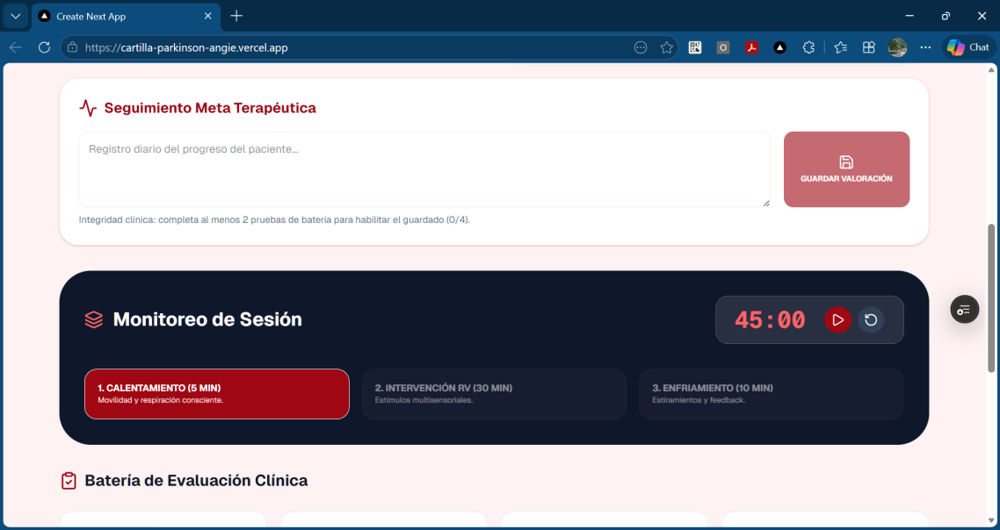 Create Next App
https://cartilla-parkinson-angie.vercel.app
Chat
Seguimiento Meta Terapéutica
Registro diario del progreso del paciente...
GUARDAR VALORACIÓN
Integridad clínica: completa al menos 2 pruebas de batería para habilitar el guardado (0/4).
Monitoreo de Sesión
45:00
1. CALENTAMIENTO (5 MIN)
Movilidad y respiración consciente.
2. INTERVENCIÓN RV (30 MIN)
Estímulos multisensoriales.
3. ENFRIAMIENTO (10 MIN)
Estiramientos y feedback.
Batería de Evaluación Clínica